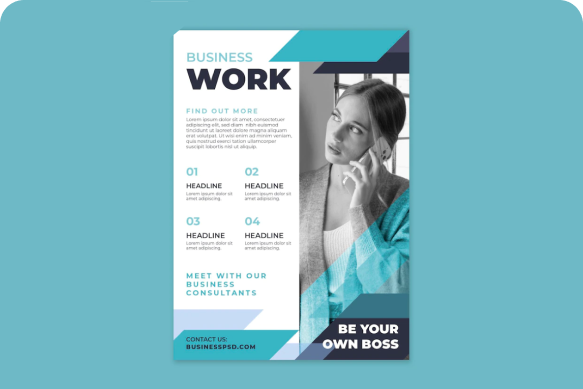 BUSINESS
WORK
FIND OUT MORE
Lorem ipsum dolor sit amet, consectetuer
adipiscing elit, sed diam nibh euismod
tincidunt ut laoreet dolore magna aliquam
erat volutpat. Ut wisi enim ad minim veniam,
quis nostrud exerci tation ullamcorper
suscipit lobortis nisl ut aliquip.
01
02
HEADLINE
HEADLINE
Lorem ipsum dolor sit
amet adipiscing.
Lorem ipsum dolor sit
amet adipiscing.
03
04
HEADLINE
HEADLINE
Lorem ipsum dolor sit
amet adipiscing.
Lorem ipsum dolor sit
amet adipiscing.
MEET WITH OUR
BUSINESS
CONSULTANTS
CONTACT US:
BUSINESSPSD.COM
BE YOUR
OWN BOSS